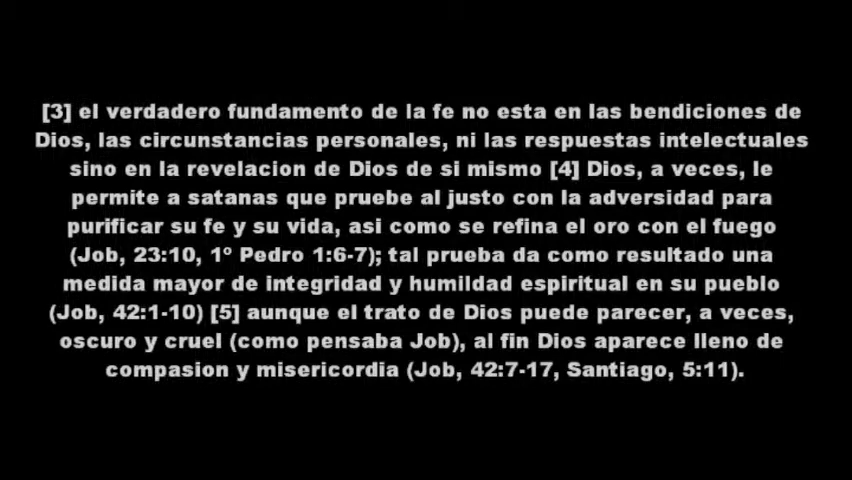 [3] el verdadero fundamento de la fe no esta en las bendiciones de
Dios, las circunstancias personales, ni las respuestas intelectuales
sino en la revelacion de Dios de si mismo [4] Dios, a veces, le
permite a satanas que pruebe al justo con la adversidad para
purificar su fe y su vida, asi como se refina el oro con el fuego
(Job, 23:10, 1º Pedro 1:6-7); tal prueba da como resultado una
medida mayor de integridad y humildad espiritual en su pueblo
(Job, 42:1-10) [5] aunque el trato de Dios puede parecer, a veces,
oscuro y cruel (como pensaba Job), al fin Dios aparece lleno de
compasion y misericordia (Job, 42:7-17, Santiago, 5:11).